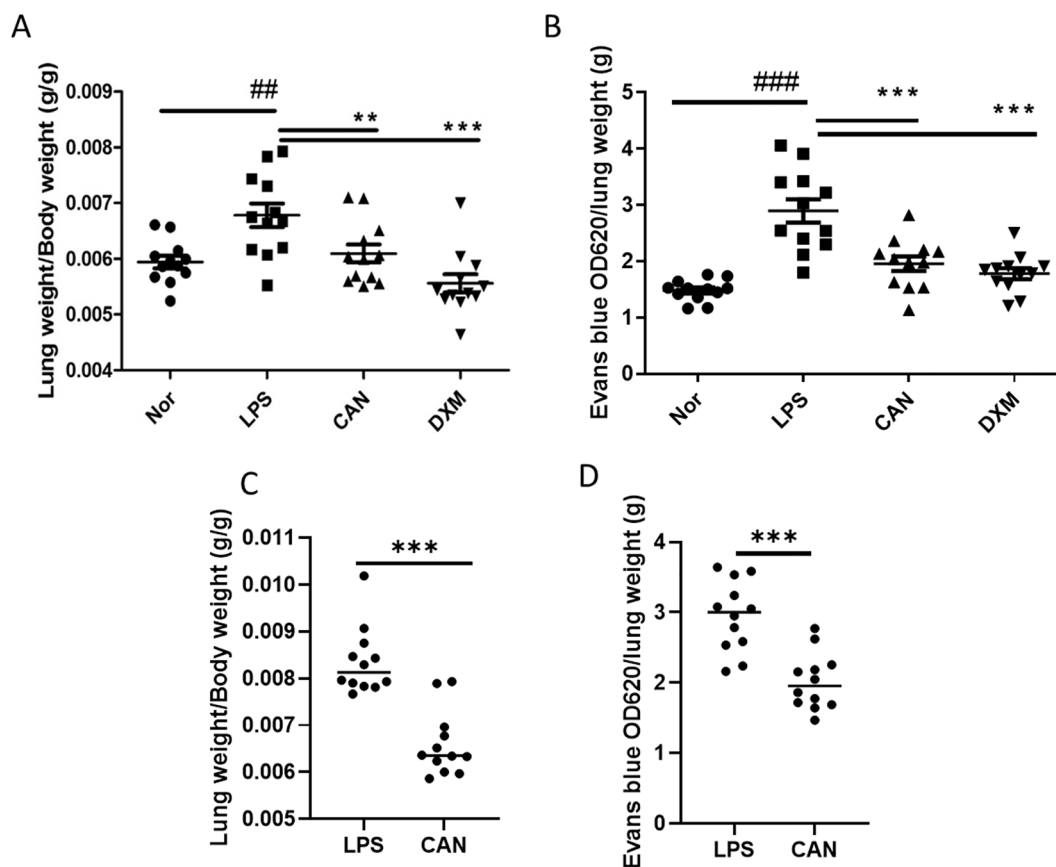 A
Lung weight/Body weight (g/g)
0.009
0.008
0.007
0.006
0.005
0.004
##
**
***
Nor
LPS
CAN
DXM
B
Evans blue OD620/lung weight (g)
5
4
3
2
1
0
###
***
***
Nor
LPS
CAN
DXM
C
Lung weight/Body weight (g/g)
0.011
0.010
0.009
0.008
0.007
0.006
0.005
***
LPS
CAN
D
Evans blue OD620/lung weight (g)
4
3
2
1
0
***
LPS
CAN